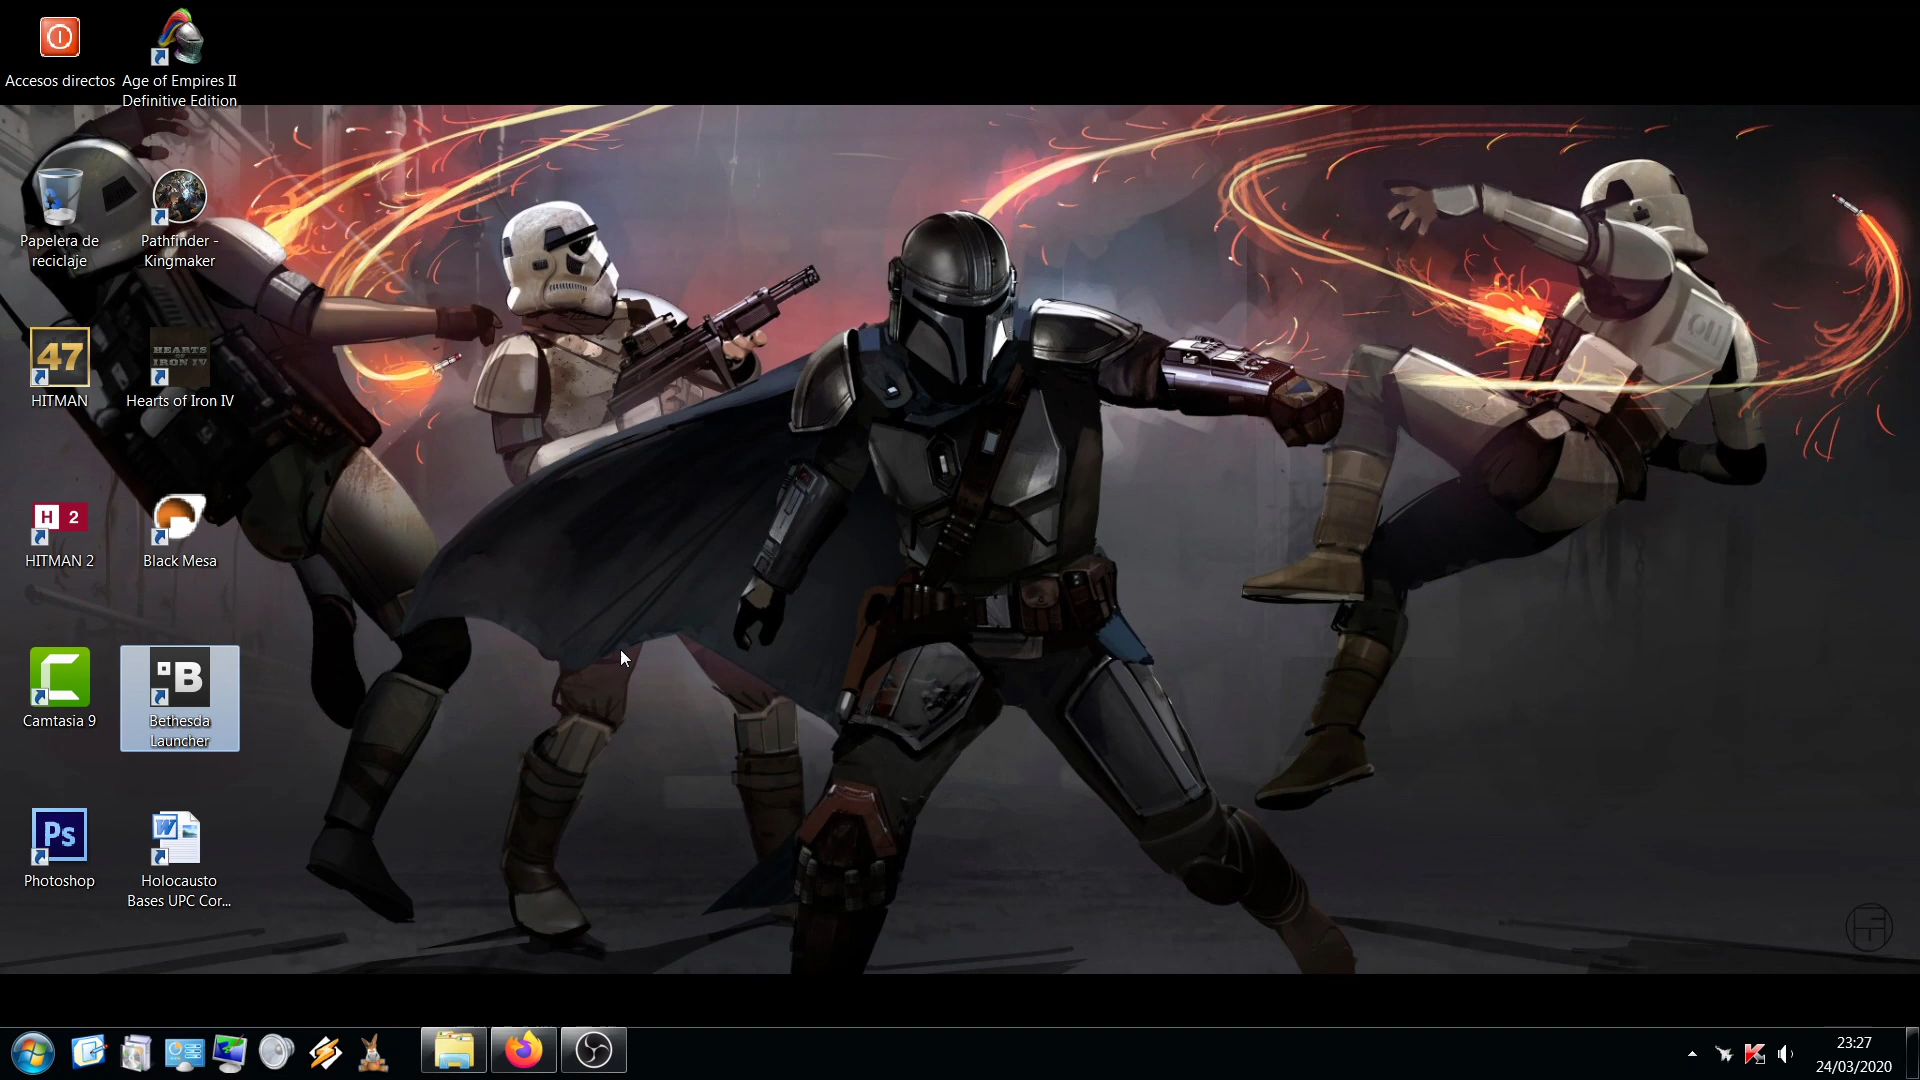 Accesos directos
Age of Empires II
Definitive Edition
Papelera de
reciclaje
Pathfinder -
Kingmaker
47
HITMAN
HEARTS
OF
IRON IV
Hearts of Iron IV
H 2
HITMAN 2
Black Mesa
Camtasia 9
B
Bethesda
Launcher
Ps
Photoshop
W
Holocausto
Bases UPC Cor...
23:27
24/03/2020